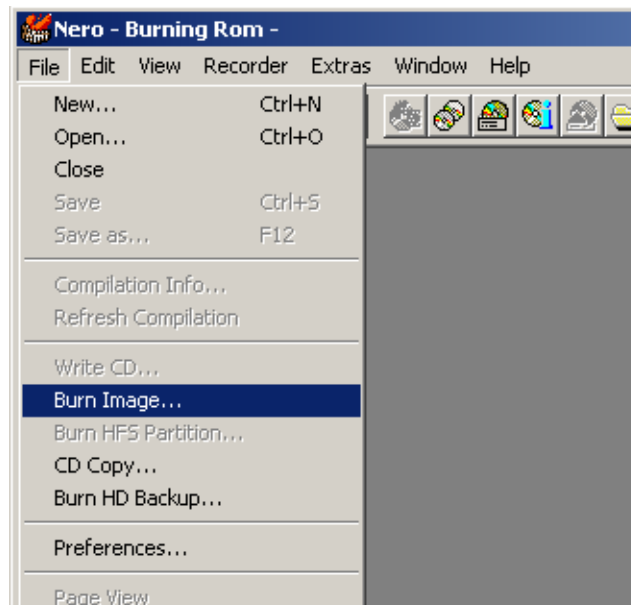 Nero - Burning Rom -
File Edit View Recorder Extras Window Help
New... Ctrl+N
Open... Ctrl+O
Close
Save Ctrl+S
Save as... F12
Compilation Info...
Refresh Compilation
Write CD...
Burn Image...
Burn HFS Partition...
CD Copy...
Burn HD Backup...
Preferences...
Page View